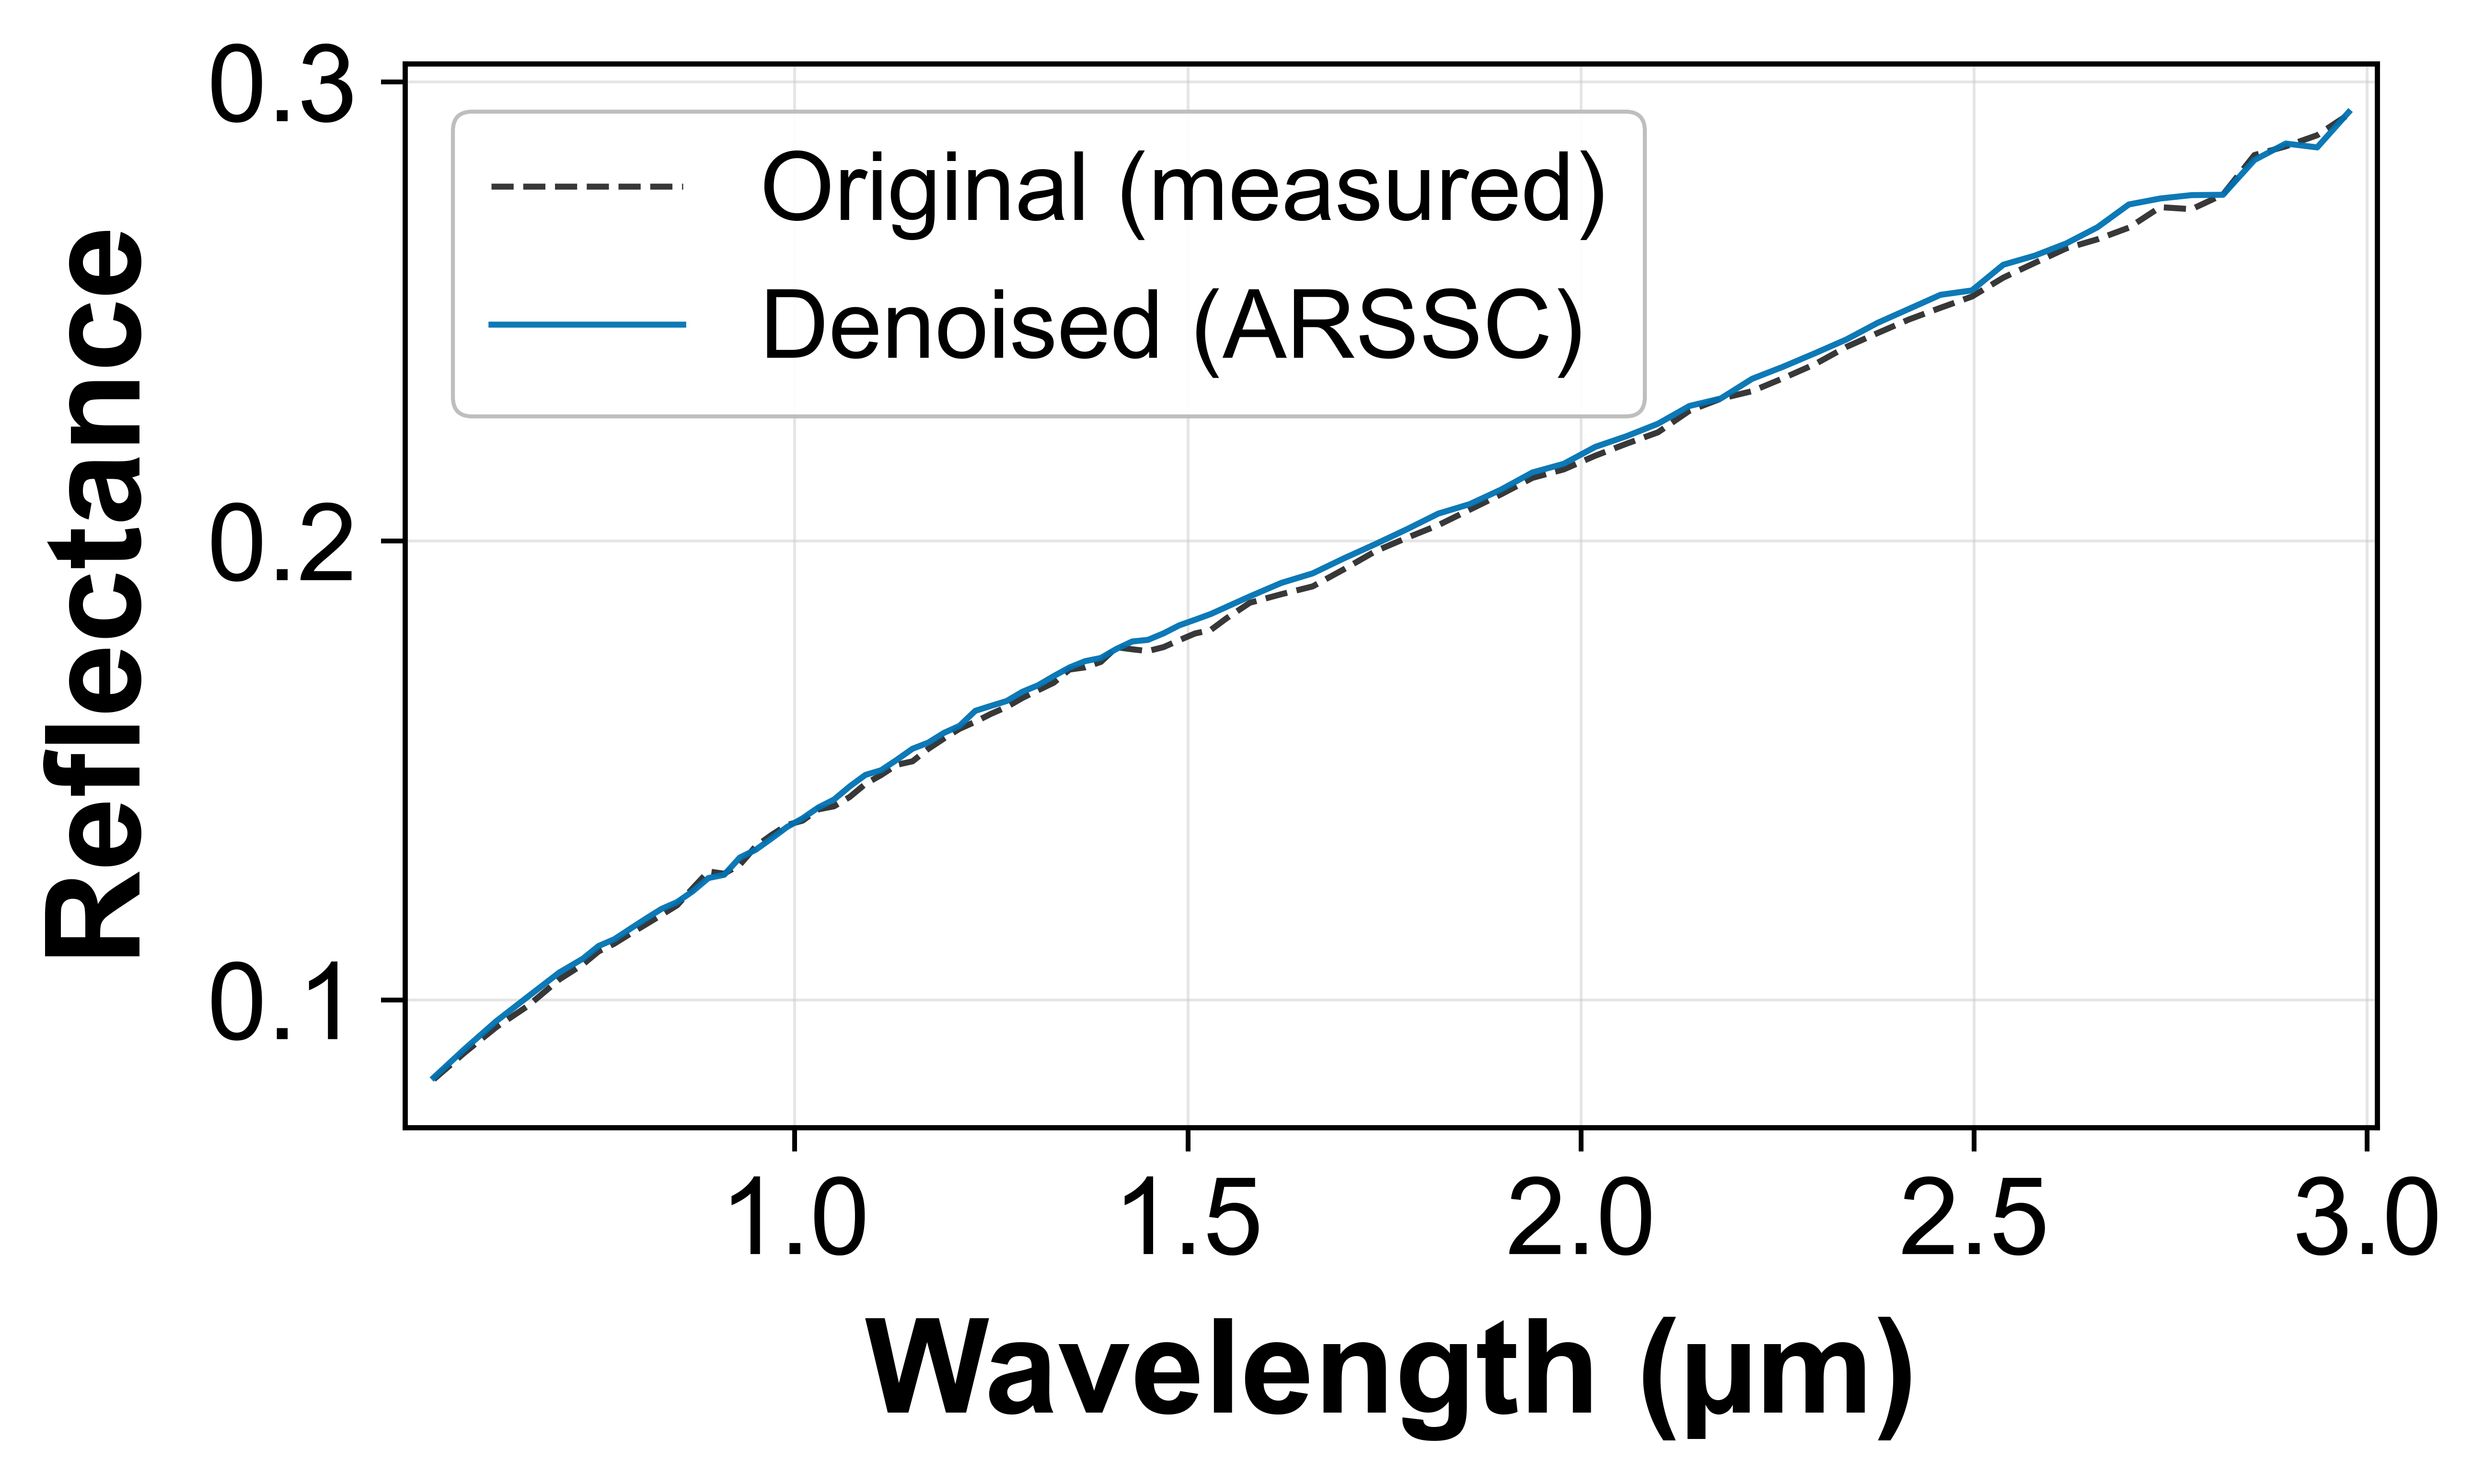 Reflectance
0.3
0.2
0.1
Original (measured)
Denoised (ARSSC)
1.0 1.5 2.0 2.5 3.0
Wavelength (µm)